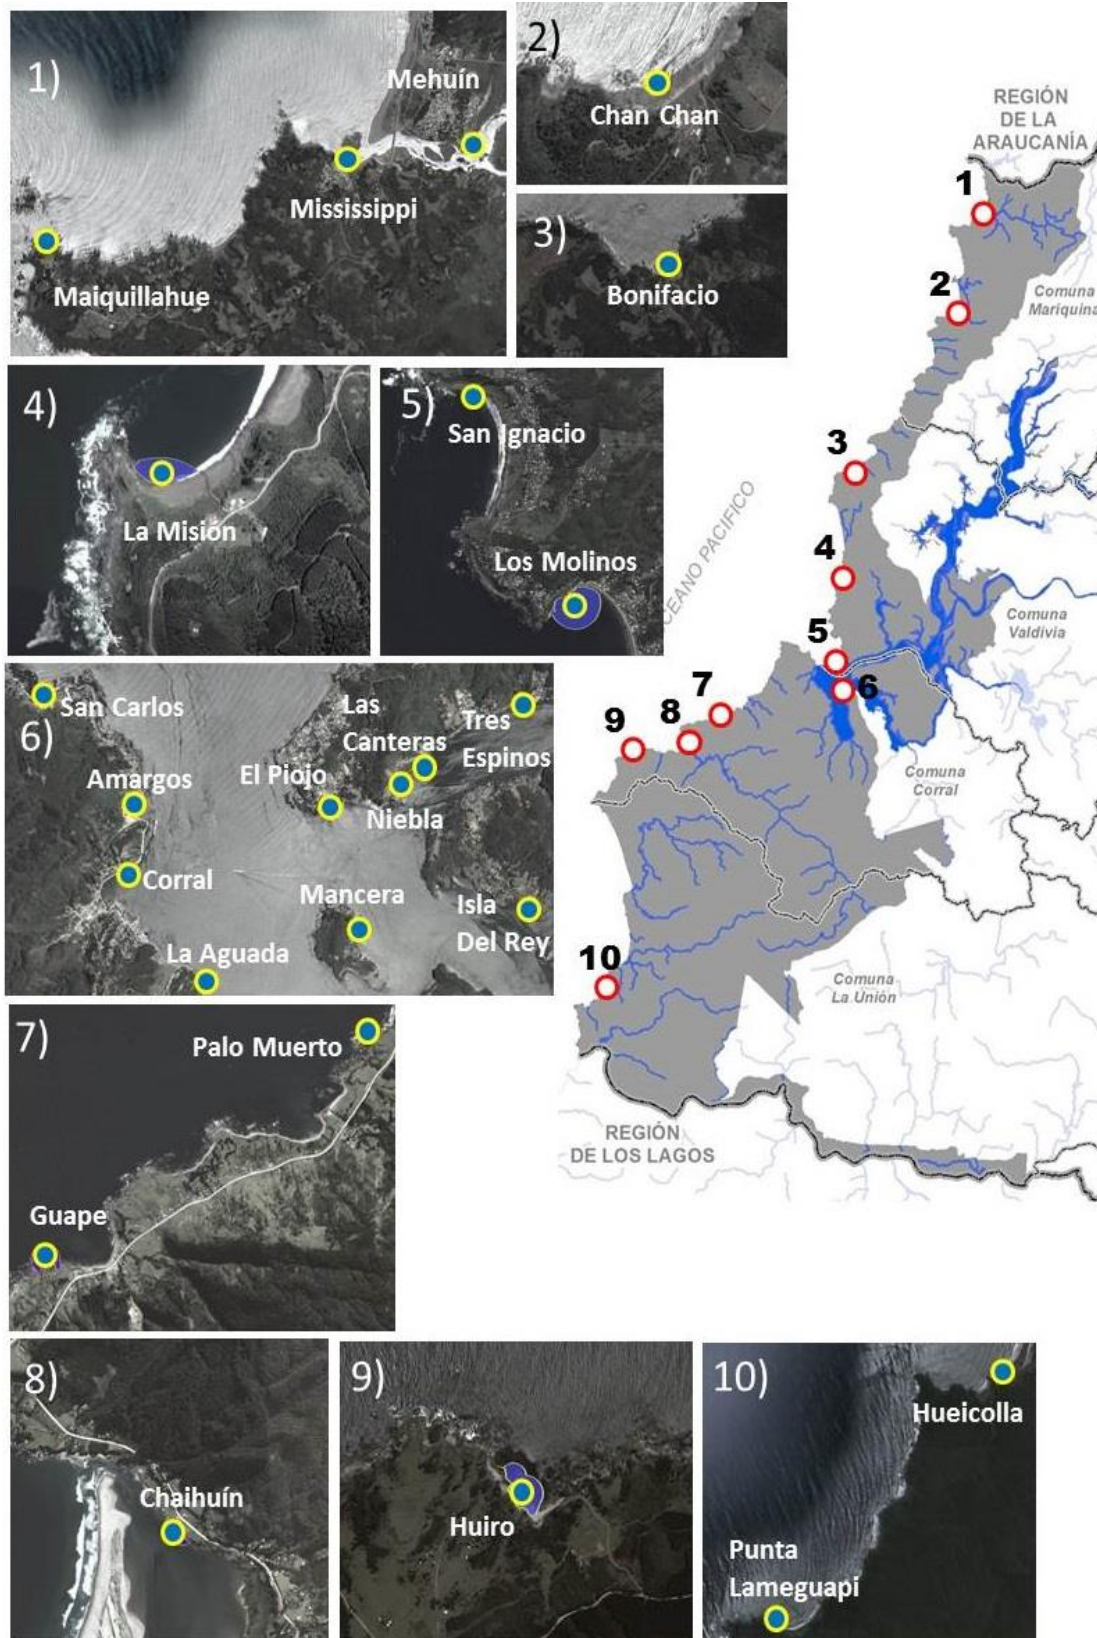 1)
Mehuín
Mississippi
Maiquillahue
2)
Chan Chan
3)
Bonifacio
4)
La Misión
5)
San Ignacio
Los Molinos
6)
San Carlos
Las
Canteras
Tres
Espinos
Amargos
El Piojo
Niebla
Corral
Mancera
Isla
Del Rey
La Aguada
7)
Palo Muerto
Guape
8)
Chaihuín
9)
Huiro
10)
Hueicolla
Punta
Lameguapi
REGIÓN
DE LA
ARAUCANÍA
1
2
Comuna
Mariquina
3
4
OCEANO PACIFICO
Comuna
Valdivia
5
6
7
8
9
Comuna
Corral
10
Comuna
La Unión
REGIÓN
DE LOS LAGOS